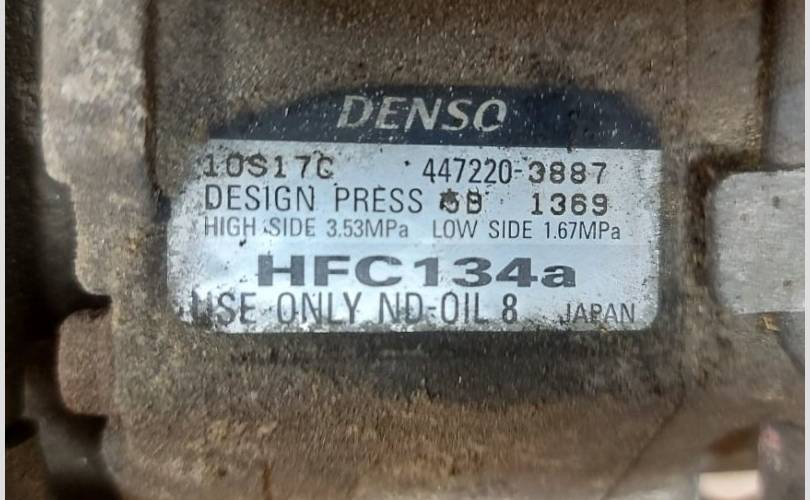 DENSO
10S17C 447220-3887
DESIGN PRESS 1369
HIGH SIDE 3.53MPa LOW SIDE 1.67MPa
HFC134a
USE ONLY ND-OIL 8 JAPAN